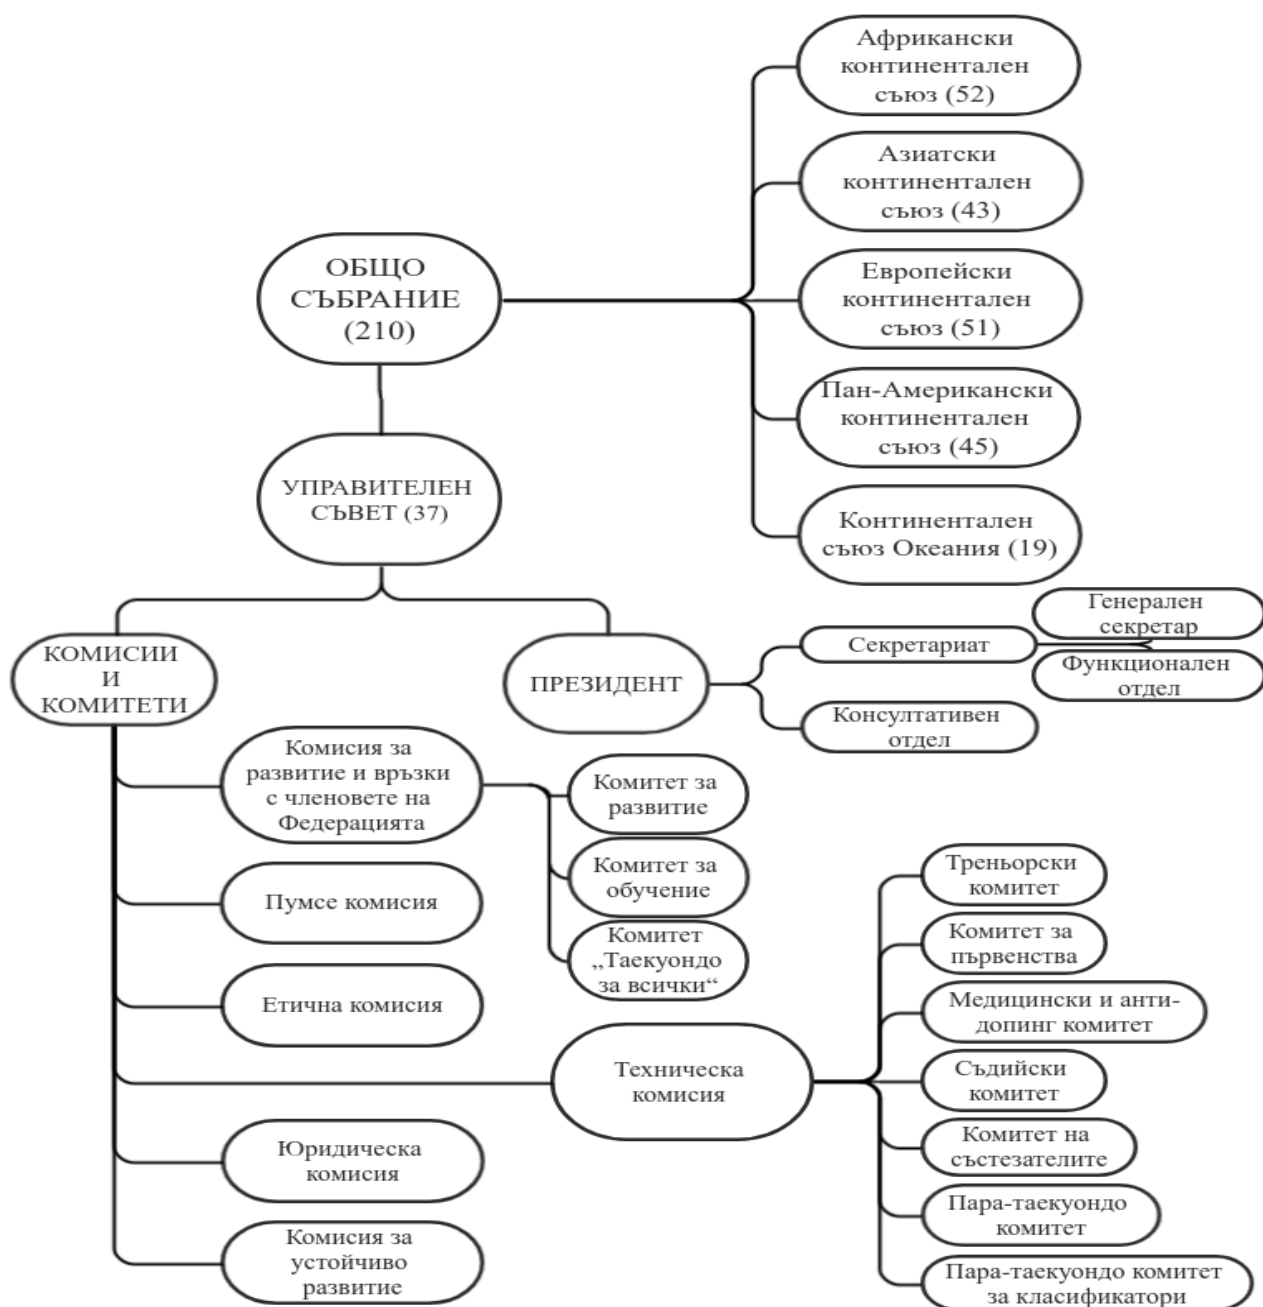 Африкански
континентален
съюз (52)
Азиатски
континентален
съюз (43)
ОБЩО
СЪБРАНИЕ
(210)
Европейски
континентален
съюз (51)
Пан-Американски
континентален
съюз (45)
УПРАВИТЕЛЕН
СЪВЕТ (37)
Континентален
съюз Океания (19)
КОМИСИИ
И
КОМИТЕТИ
ПРЕЗИДЕНТ
Секретариат
Генерален
секретар
Функционален
отдел
Консултативен
отдел
Комисия за
развитие и връзки
с членовете на
Федерацията
Комитет за
развитие
Комитет за
обучение
Комитет
„Таекуондо
за всички“
Пумсе комисия
Етична комисия
Техническа
комисия
Треньорски
комитет
Комитет за
първенства
Медицински и анти-
допинг комитет
Съдийски
комитет
Комитет на
състезателите
Пара-таекуондо
комитет
Пара-таекуондо комитет
за класификатори
Юридическа
комисия
Комисия за
устойчиво
развитие